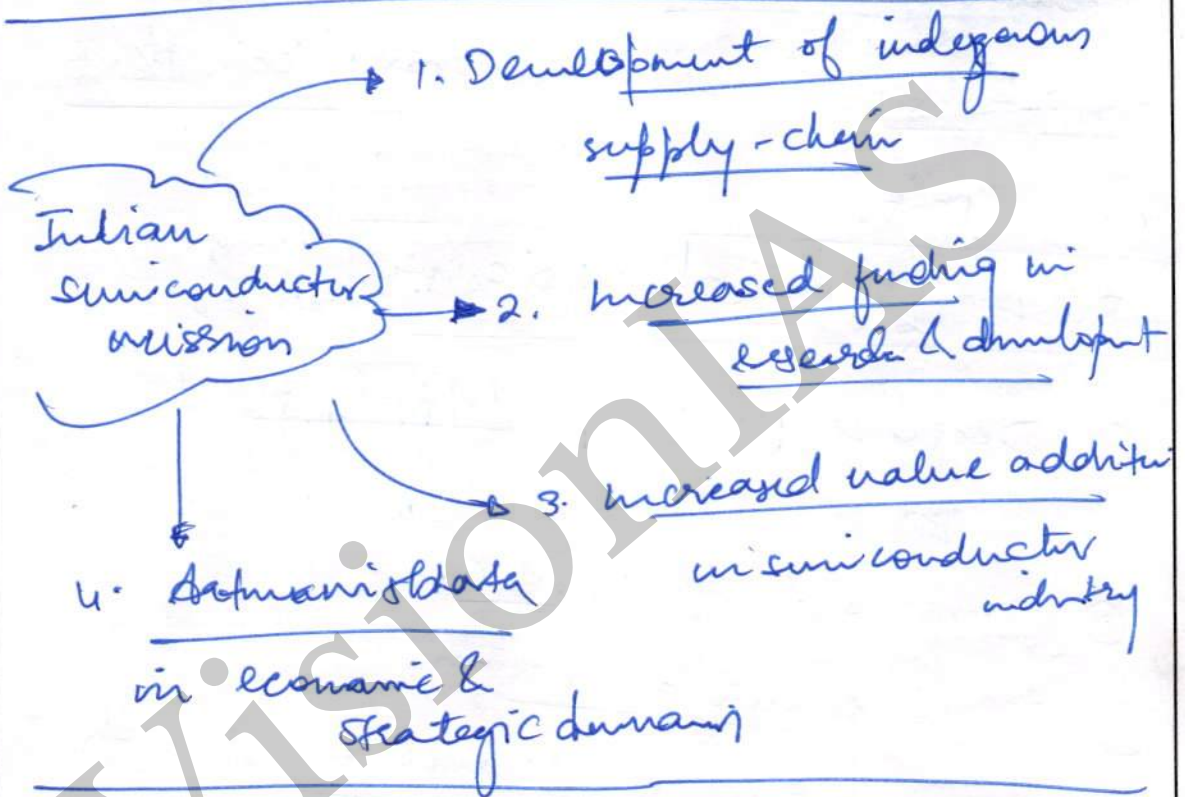 1. Development of indegenous
supply-chain
Indian
semiconductor
mission
2. increased funding in
research & development
3. increased value addition
in semiconductor
industry
4. Aatmanirbharta
in economic &
strategic domain
VisionIAS